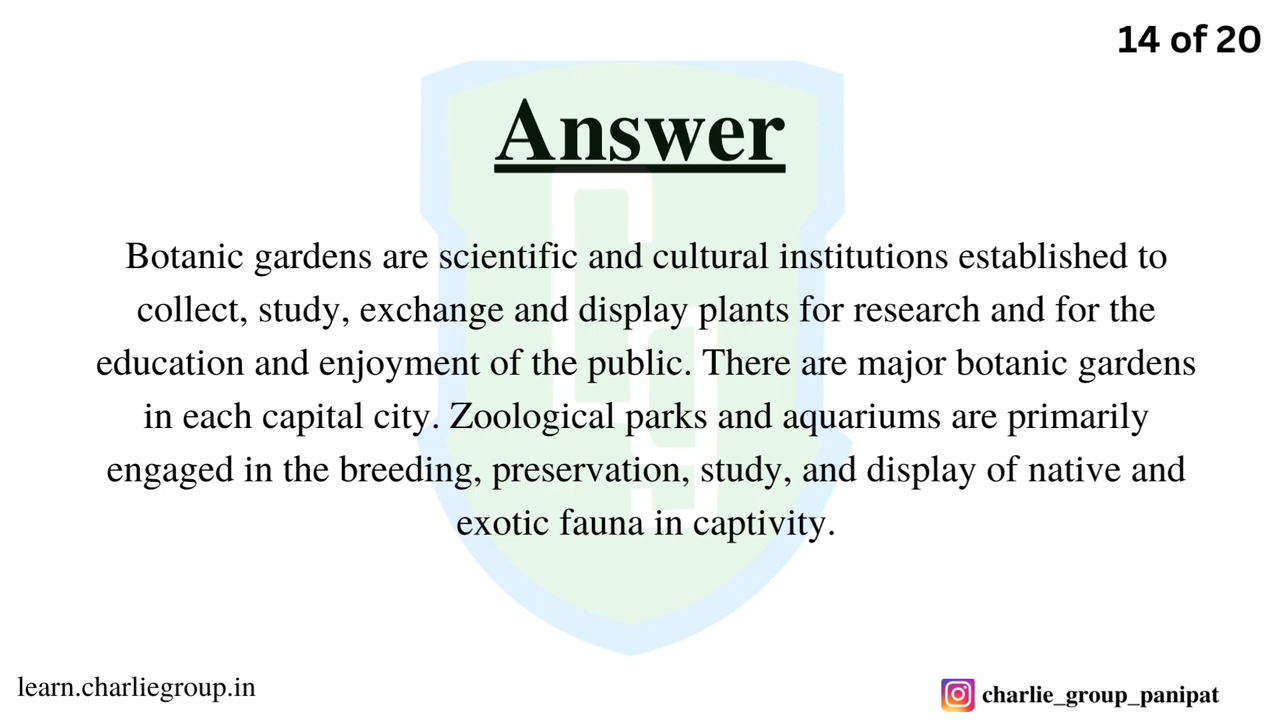 14 of 20
Answer
Botanic gardens are scientific and cultural institutions established to
collect, study, exchange and display plants for research and for the
education and enjoyment of the public. There are major botanic gardens
in each capital city. Zoological parks and aquariums are primarily
engaged in the breeding, preservation, study, and display of native and
exotic fauna in captivity.
learn.charliegroup.in
charlie_group_panipat